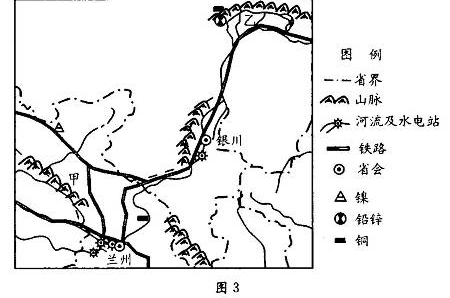 乙
图 例
省界
山脉
河流及水电站
银川
铁路
省会
甲
镍
铅锌
铜
兰州
图 3